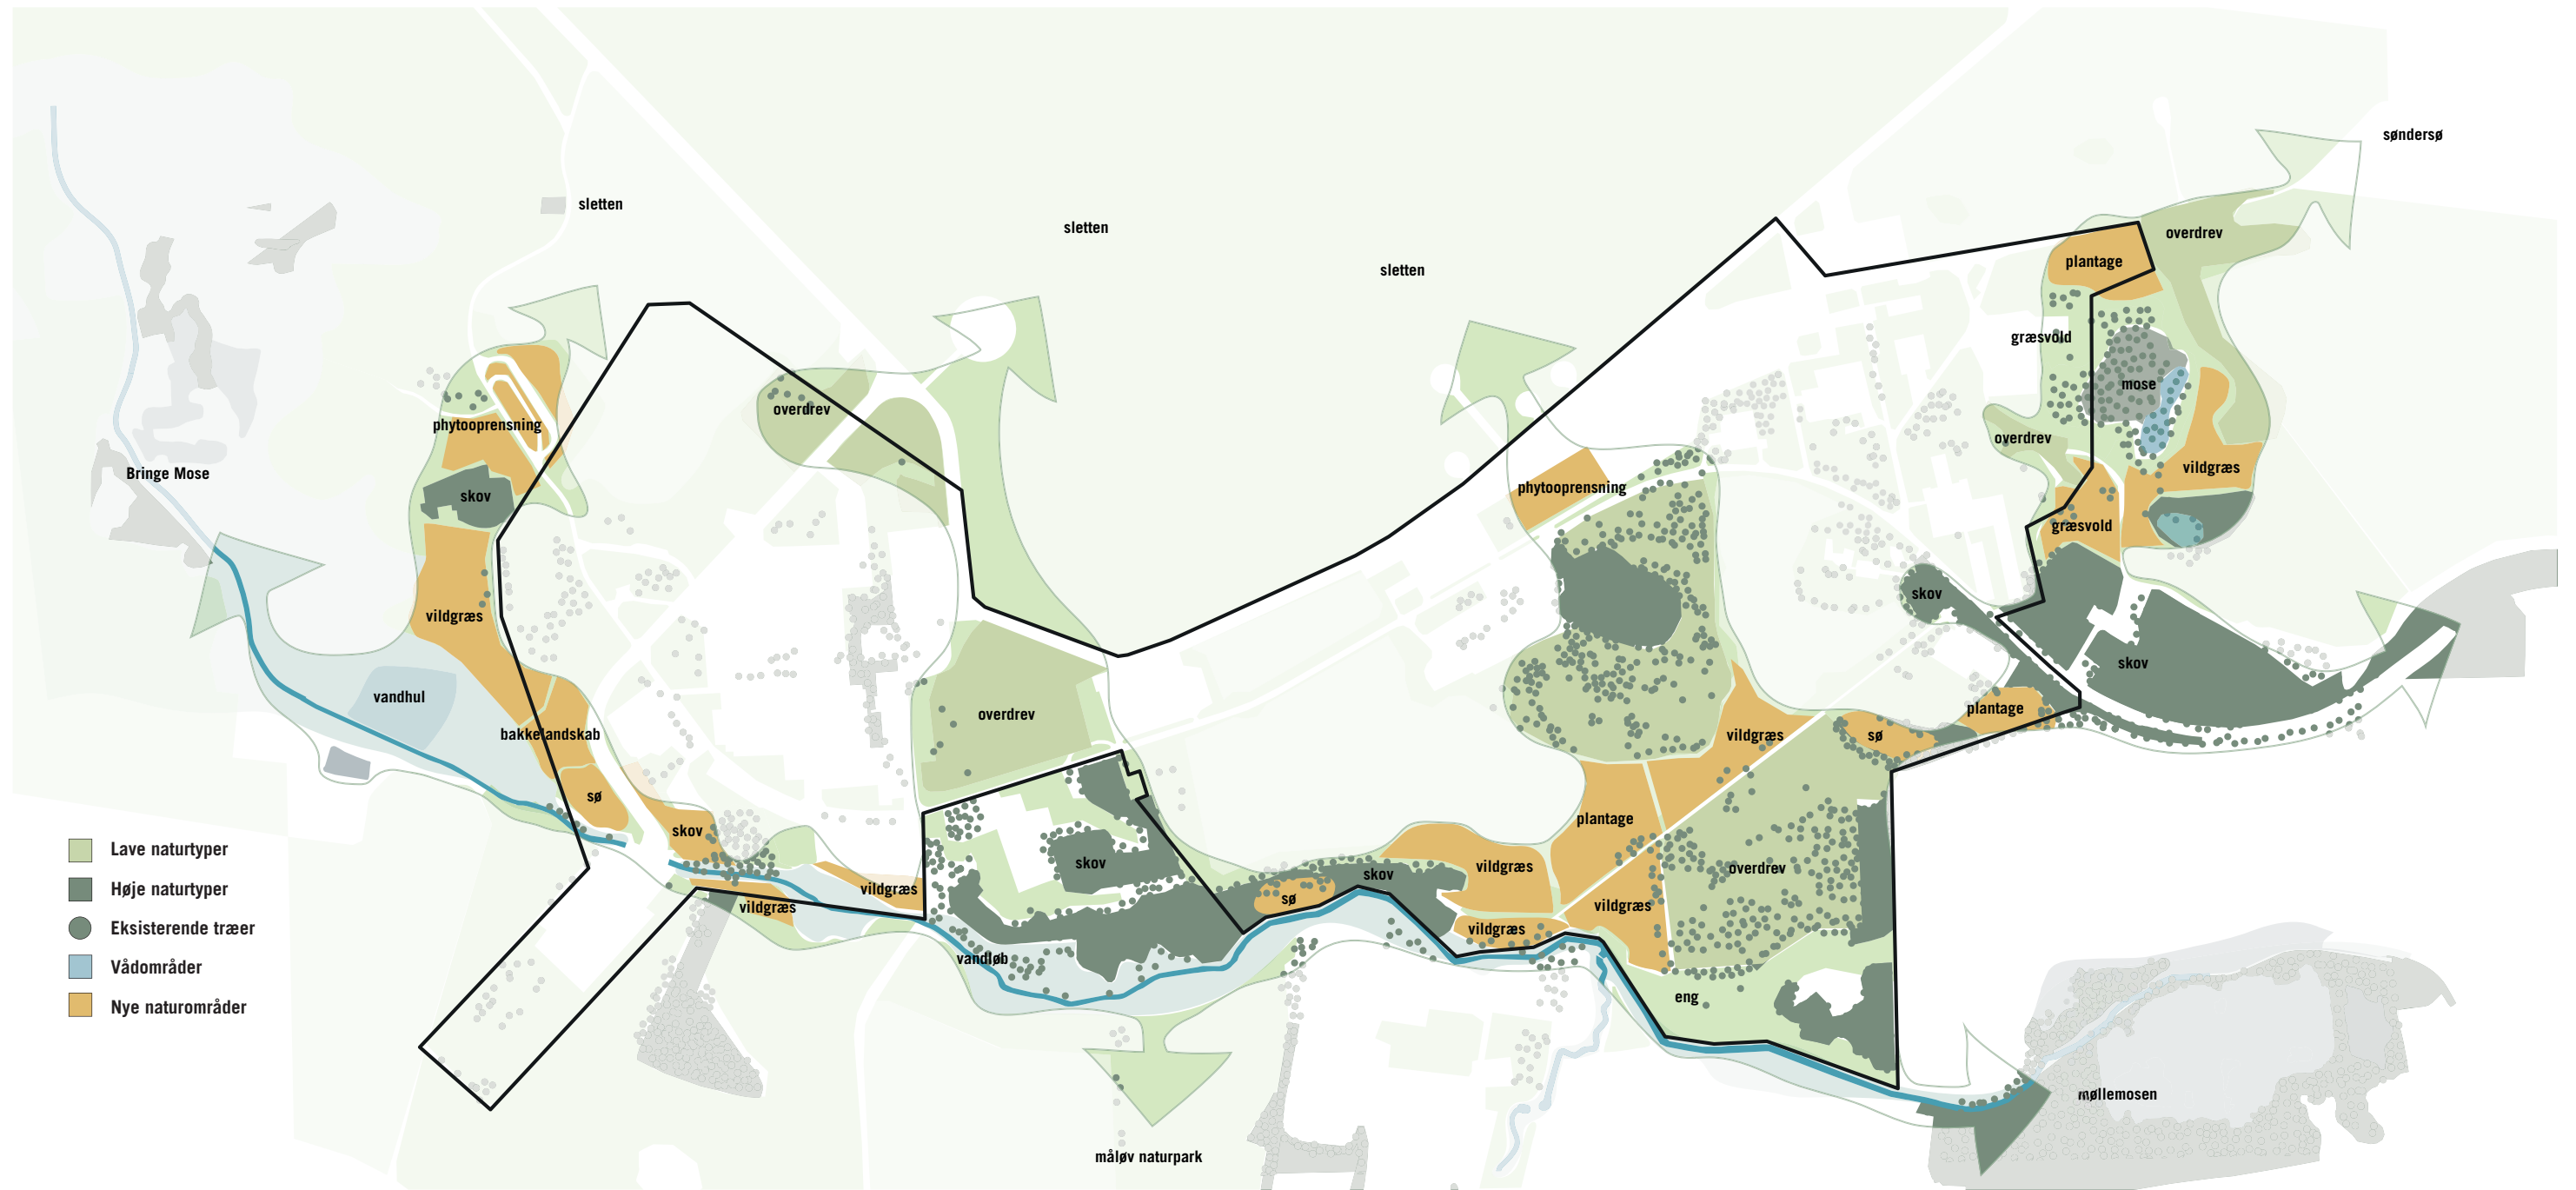 søndersø
sletten
sletten
overdrev
plantage
sletten
græsvold
mose
overdrev
phytooprensning
overdrev
Bringe Mose
vildgræs
skov
phytooprensning
græsvold
skov
vildgræs
skov
vandhul
overdrev
plantage
bakkelandskab
vildgræs
sø
sø
plantage
skov
Lave naturtyper
skov
vildgræs
overdrev
Høje naturtyper
vildgræs
skov
sø
vildgræs
vildgræs
Eksisterende træer
vildgræs
vandløb
Vådområder
eng
Nye naturområder
møllemosen
måløv naturpark